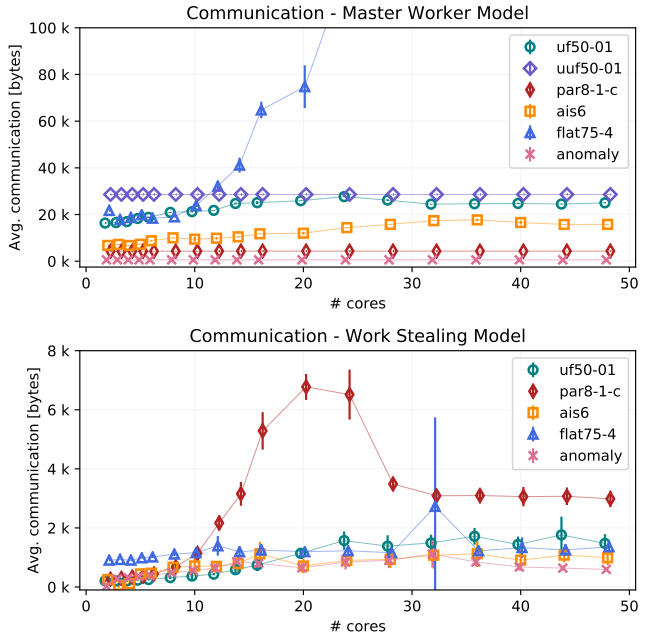 Communication - Master Worker Model
Avg. communication [bytes]
100 k
80 k
60 k
40 k
20 k
0 k
uf50-01
uuf50-01
par8-1-c
ais6
flat75-4
anomaly
0 10 20 30 40 50
# cores
Communication - Work Stealing Model
Avg. communication [bytes]
8 k
6 k
4 k
2 k
0 k
uf50-01
par8-1-c
ais6
flat75-4
anomaly
0 10 20 30 40 50
# cores